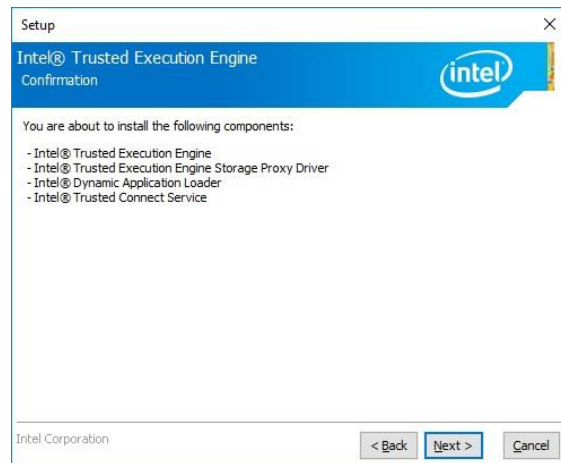 Setup
Intel® Trusted Execution Engine
Confirmation
intel
You are about to install the following components:
- Intel® Trusted Execution Engine
- Intel® Trusted Execution Engine Storage Proxy Driver
- Intel® Dynamic Application Loader
- Intel® Trusted Connect Service
Intel Corporation
< Back Next > Cancel